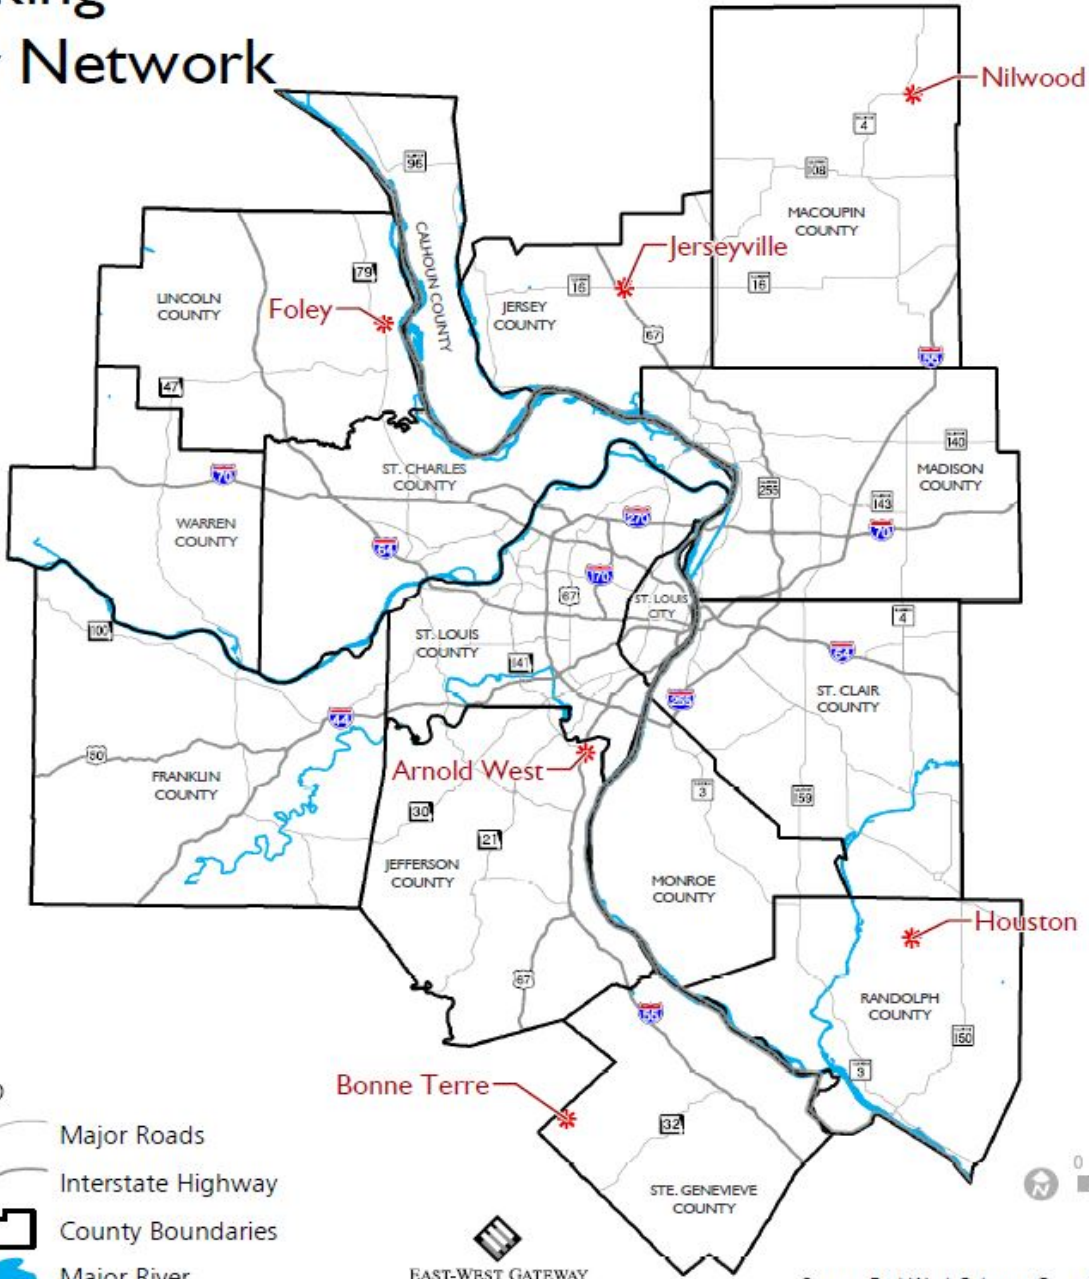 Network
Nilwood
4
108
96
MACOUPIN
COUNTY
Jerseyville
CALHOUN COUNTY
79
16
16
LINCOLN
COUNTY
Foley
JERSEY
COUNTY
67
55
47
140
ST. CHARLES
COUNTY
MADISON
COUNTY
70
255
143
270
70
WARREN
COUNTY
64
170
67
ST. LOUIS
CITY
4
100
ST. LOUIS
COUNTY
141
64
255
ST. CLAIR
COUNTY
44
50
Arnold West
FRANKLIN
COUNTY
3
159
30
21
JEFFERSON
COUNTY
MONROE
COUNTY
Houston
67
RANDOLPH
COUNTY
55
150
3
Bonne Terre
32
Major Roads
0
Interstate Highway
STE. GENEVIEVE
COUNTY
N
County Boundaries
Major River
EAST-WEST GATEWAY